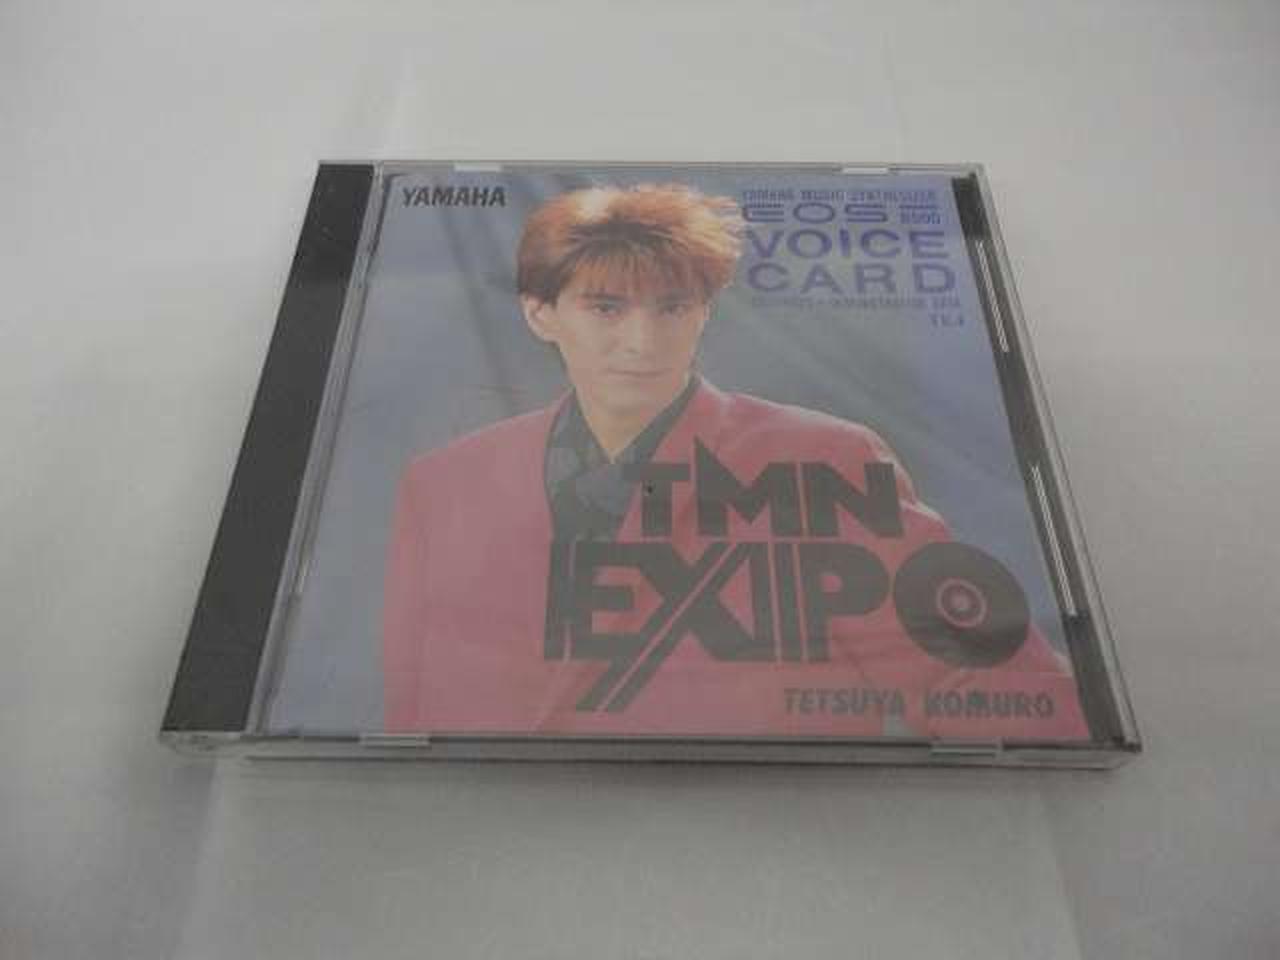 YAMAHA
YAMAHA MUSIC SYNTHESIZER
EOS B500
VOICE
CARD
TMN
EXPO
TETSUYA KOMURO